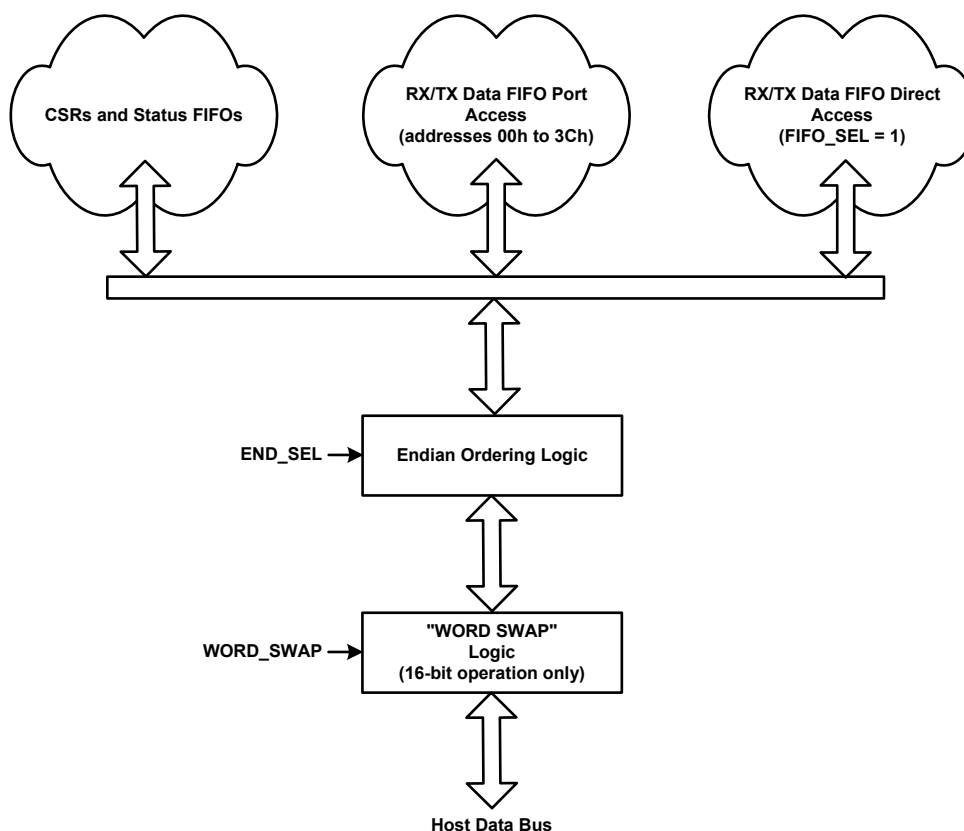 CSRs and Status FIFOs
RX/TX Data FIFO Port
Access
(addresses 00h to 3Ch)
RX/TX Data FIFO Direct
Access
(FIFO_SEL = 1)
END_SEL
Endian Ordering Logic
WORD_SWAP
"WORD SWAP"
Logic
(16-bit operation only)
Host Data Bus